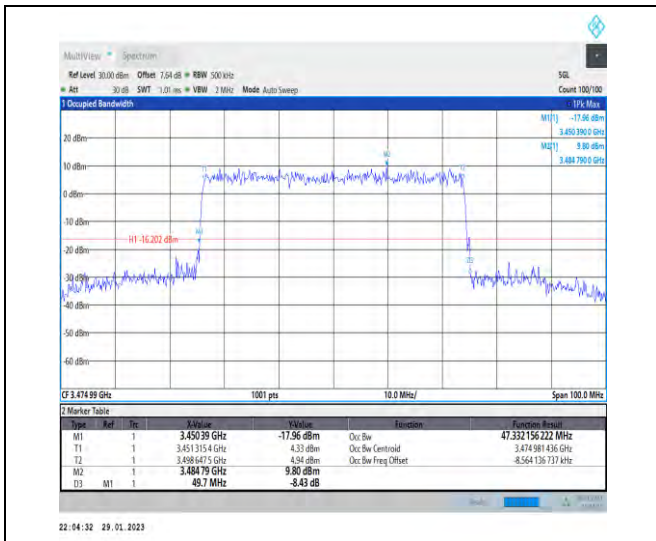 MultiView Spectrum
Ref Level 30.00 dBm Offset 7.64 dB RBW 500 kHz SGL
Att 30 dB SWT 1.01 ms VBW 2 MHz Mode Auto Sweep Count 100/100
1 Occupied Bandwidth 1Pk Max
M1[1] -17.96 dBm
3.450 390 0 GHz
M2[1] 9.80 dBm
3.484 790 0 GHz
20 dBm
10 dBm
0 dBm
-10 dBm
H1 -16.202 dBm
-20 dBm
-30 dBm
-40 dBm
-50 dBm
-60 dBm
CF 3.474 99 GHz 1001 pts 10.0 MHz/ Span 100.0 MHz
2 Marker Table
Type Ref Trc X-Value Y-Value Function Function Result
M1 1 3.45039 GHz -17.96 dBm Occ Bw 47.332 156 222 MHz
T1 1 3.451 315 4 GHz 4.33 dBm Occ Bw Centroid 3.474 981 436 GHz
T2 1 3.498 647 5 GHz 4.94 dBm Occ Bw Freq Offset -8.564 136 737 kHz
M2 1 3.48479 GHz 9.80 dBm
D3 M1 1 49.7 MHz -8.43 dB
22:04:32 29.01.2023